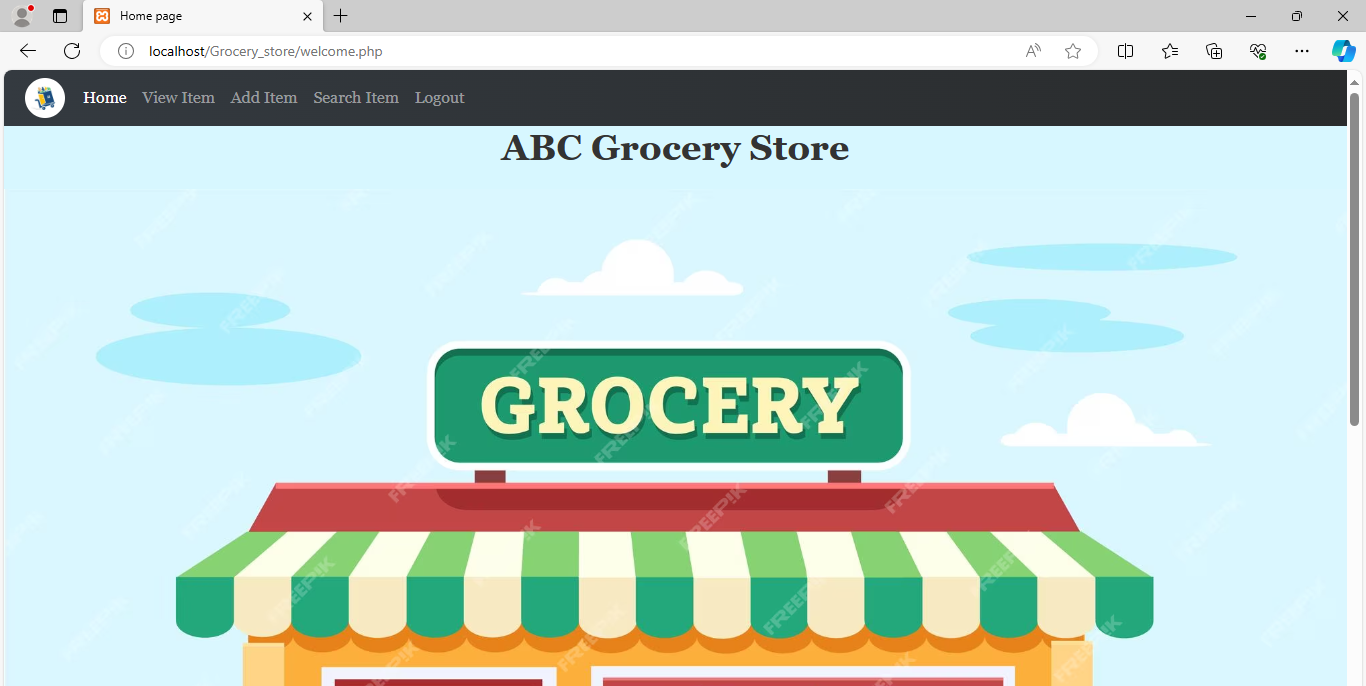 Home page
localhost/Grocery_store/welcome.php
Home View Item Add Item Search Item Logout
ABC Grocery Store
GROCERY
FREEPIK